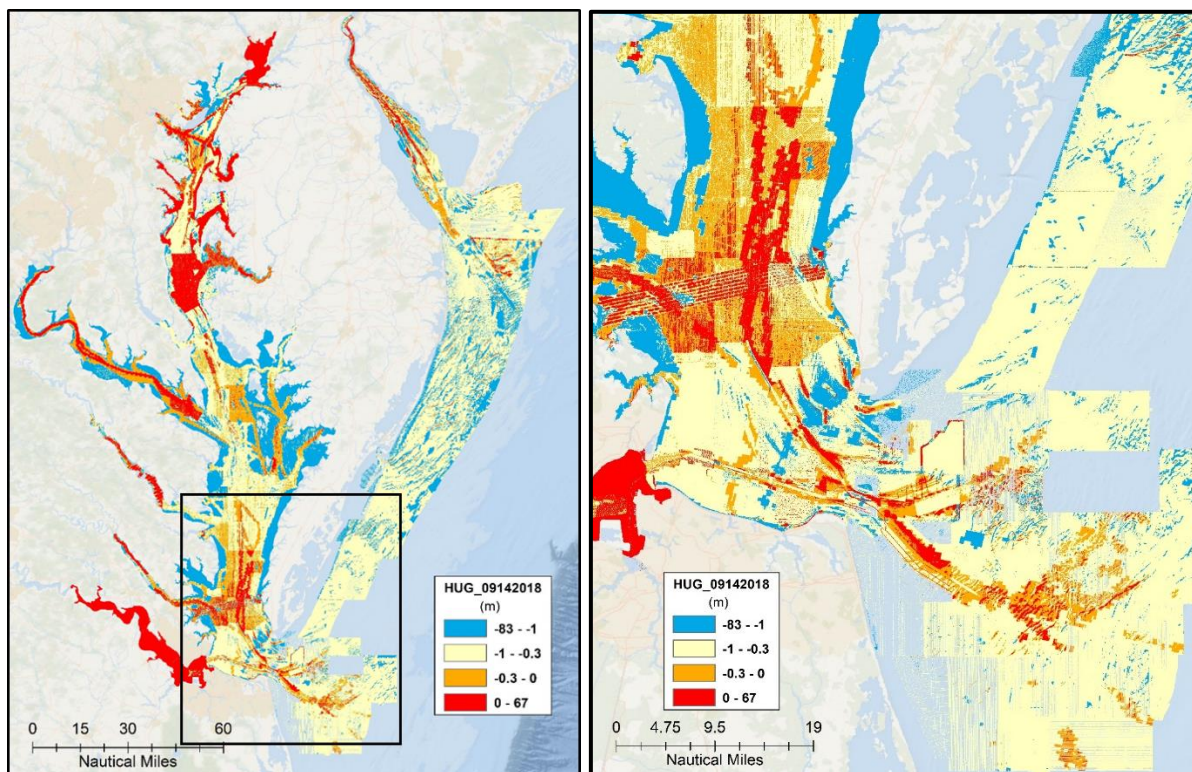 HUG_09142018
(m)
-83 - -1
-1 - -0.3
-0.3 - 0
0 - 67
0 15 30 60
Nautical Miles
HUG_09142018
(m)
-83 - -1
-1 - -0.3
-0.3 - 0
0 - 67
0 4.75 9.5 19
Nautical Miles